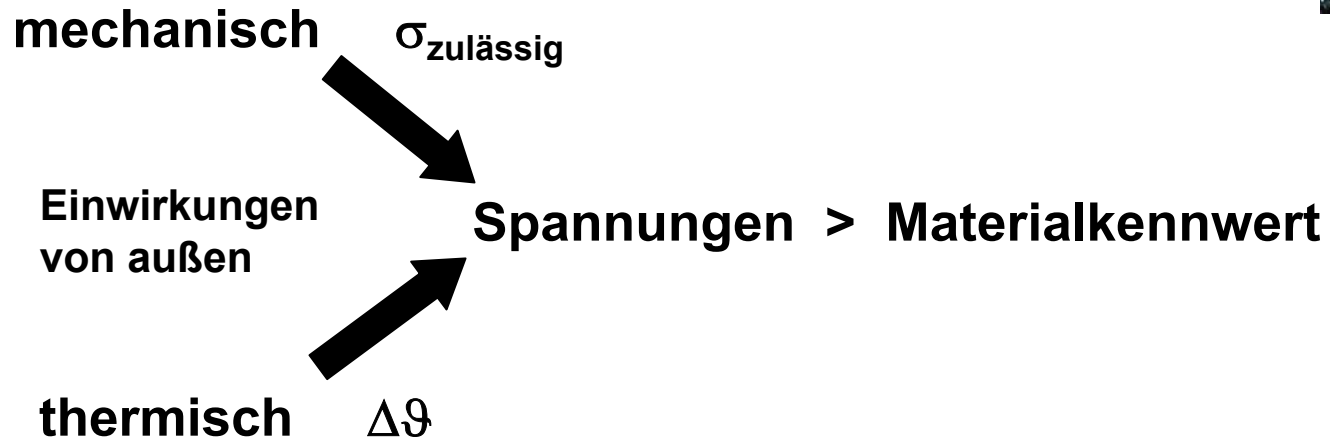 mechanisch σzulässig
Einwirkungen
von außen
Spannungen > Materialkennwert
thermisch Δϑ